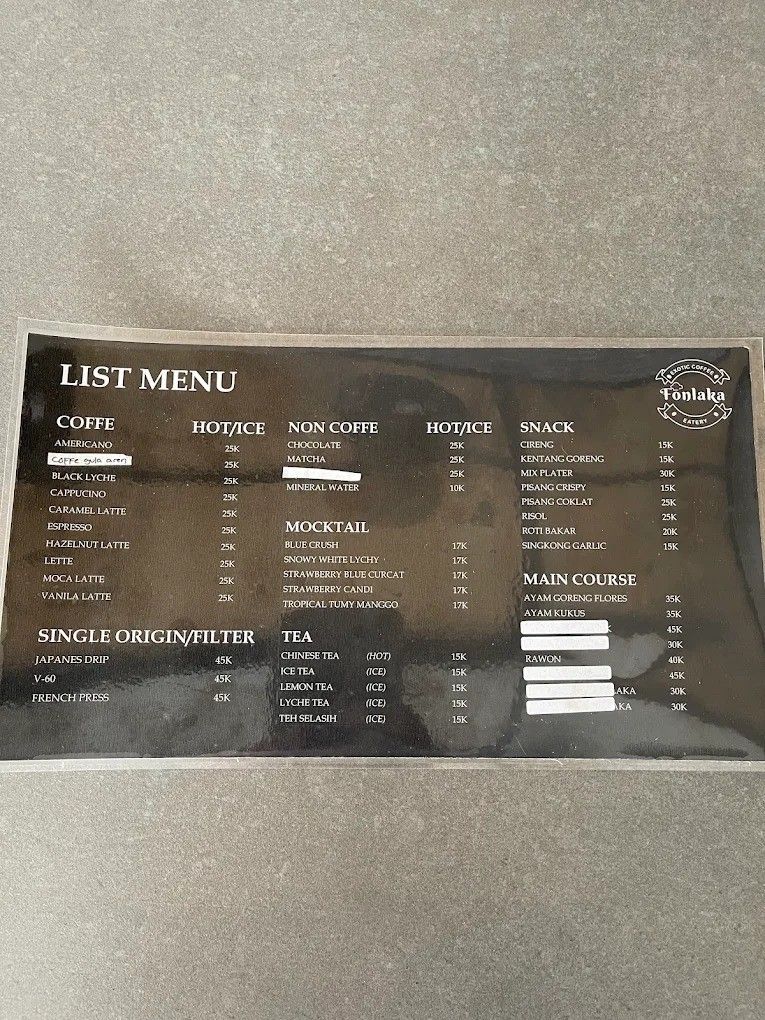 LIST MENU
EXOTIC COFFEE
Fonlaka
EATERY
COFFE HOT/ICE
AMERICANO 25K
Coffe gula aren 25K
BLACK LYCHE 25K
CAPPUCINO 25K
CARAMEL LATTE 25K
ESPRESSO 25K
HAZELNUT LATTE 25K
LETTE 25K
MOCA LATTE 25K
VANILA LATTE 25K
SINGLE ORIGIN/FILTER
JAPANES DRIP 45K
V-60 45K
FRENCH PRESS 45K
NON COFFE HOT/ICE
CHOCOLATE 25K
MATCHA 25K
25K
MINERAL WATER 10K
MOCKTAIL
BLUE CRUSH 17K
SNOWY WHITE LYCHY 17K
STRAWBERRY BLUE CURCAT 17K
STRAWBERRY CANDI 17K
TROPICAL TUMY MANGGO 17K
TEA
CHINESE TEA (HOT) 15K
ICE TEA (ICE) 15K
LEMON TEA (ICE) 15K
LYCHE TEA (ICE) 15K
TEH SELASIH (ICE) 15K
SNACK
CIRENG 15K
KENTANG GORENG 15K
MIX PLATER 30K
PISANG CRISPY 15K
PISANG COKLAT 25K
RISOL 25K
ROTI BAKAR 20K
SINGKONG GARLIC 15K
MAIN COURSE
AYAM GORENG FLORES 35K
AYAM KUKUS 35K
45K
30K
RAWON 40K
45K
AKA 30K
AKA 30K